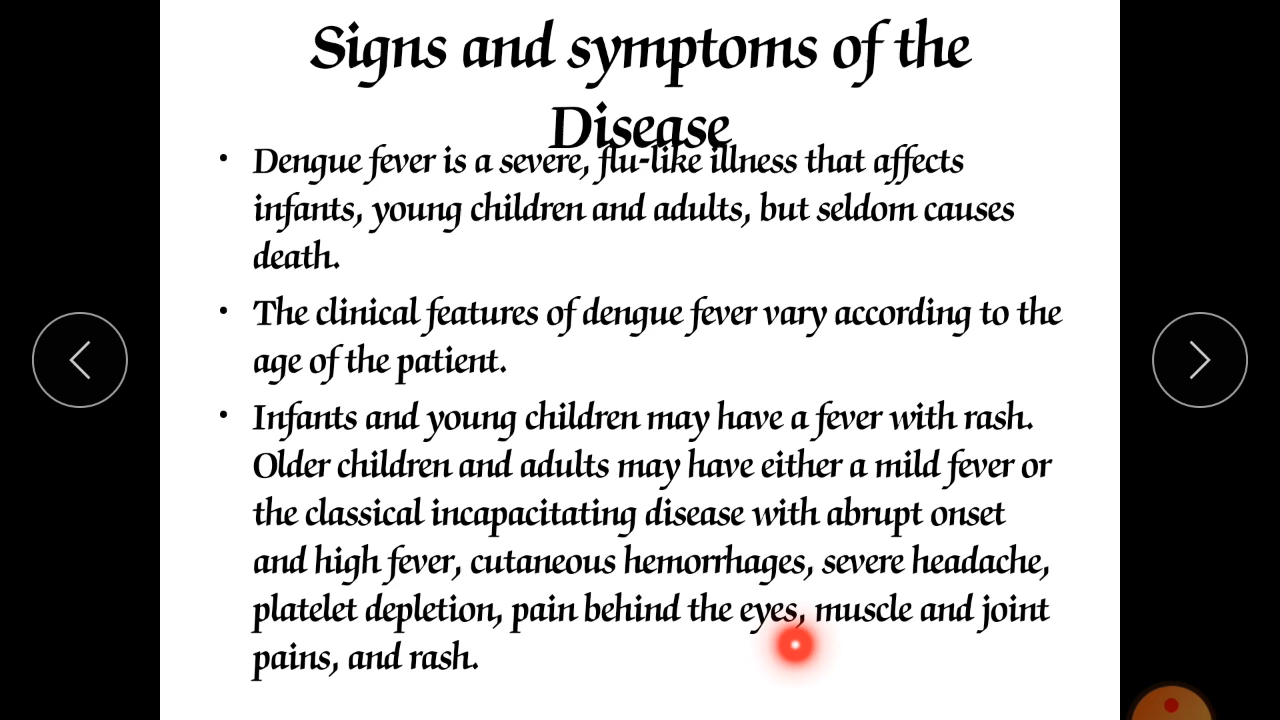 Signs and symptoms of the
Disease
• Dengue fever is a severe, flu-like illness that affects
infants, young children and adults, but seldom causes
death.
• The clinical features of dengue fever vary according to the
age of the patient.
• Infants and young children may have a fever with rash.
Older children and adults may have either a mild fever or
the classical incapacitating disease with abrupt onset
and high fever, cutaneous hemorrhages, severe headache,
platelet depletion, pain behind the eyes, muscle and joint
pains, and rash.